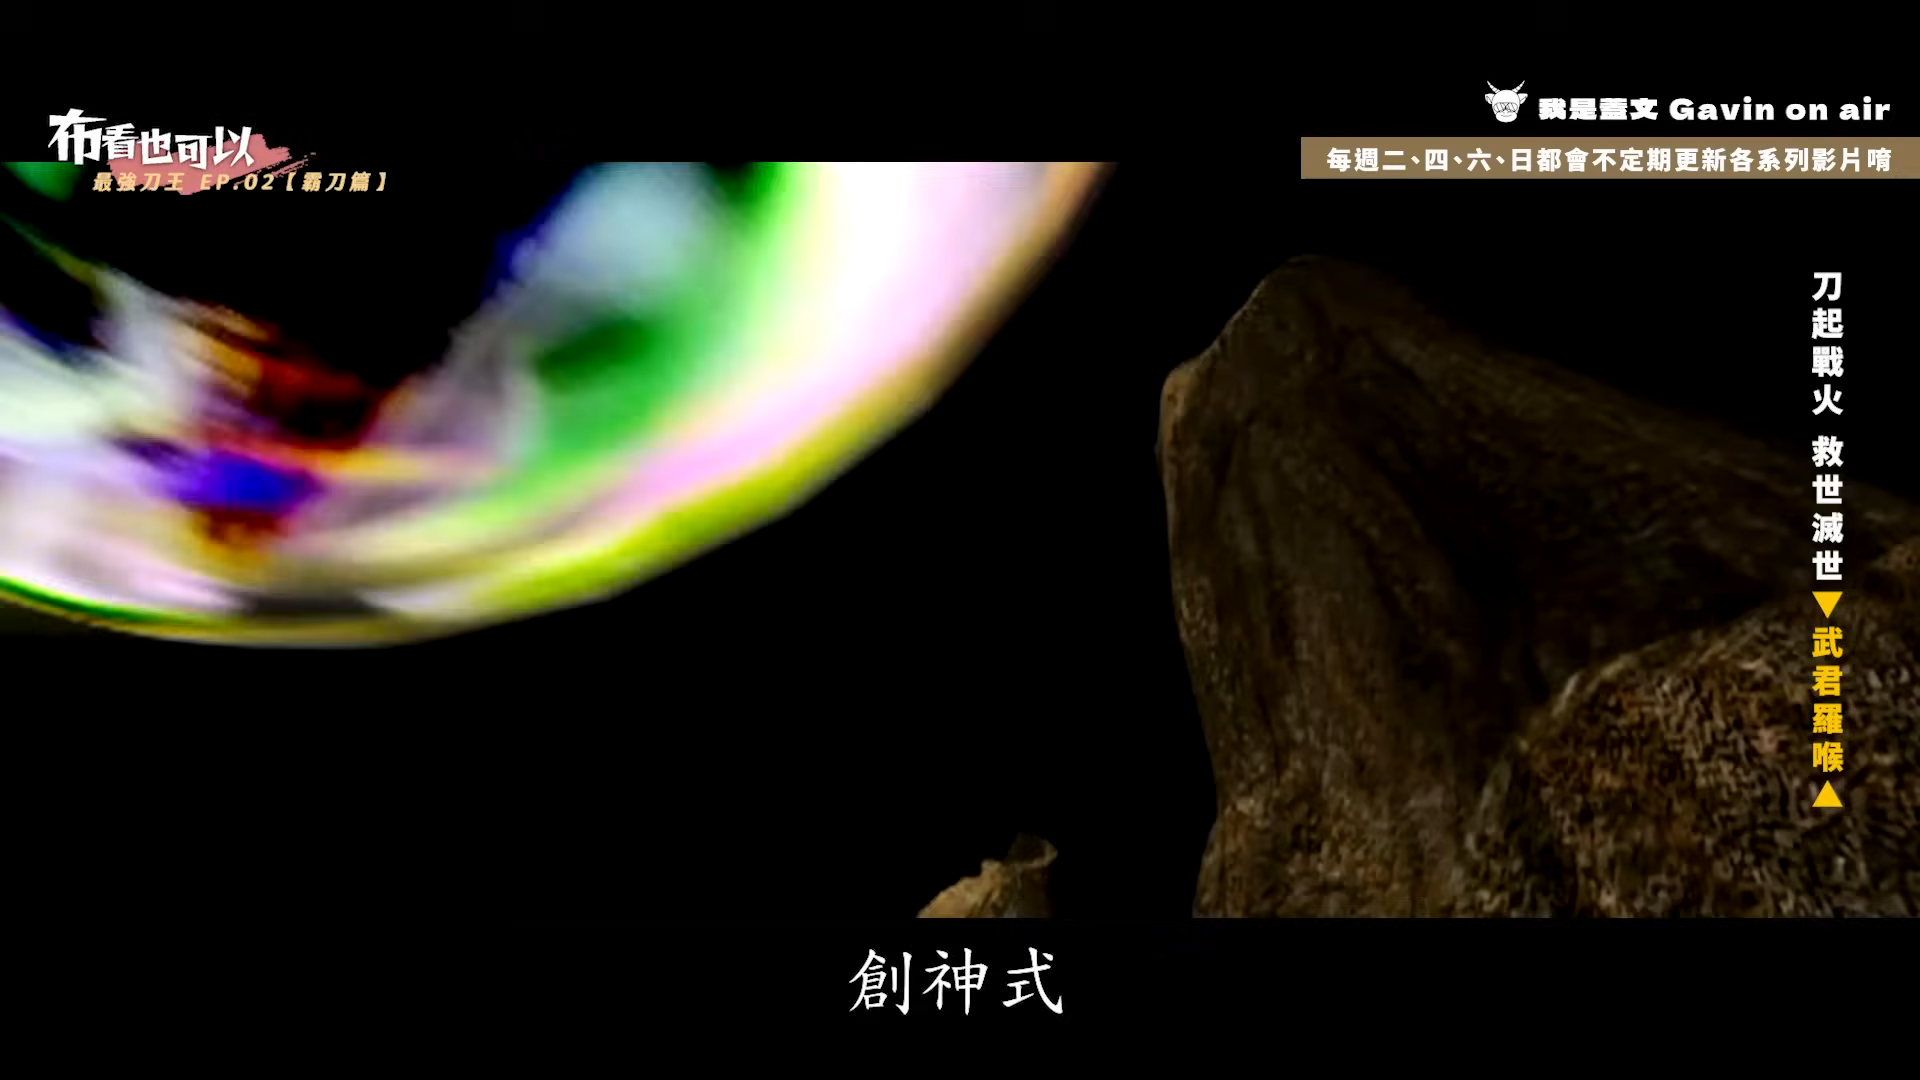 布看也可以
最強刀王 EP.02【霸刀篇】
我是蓋文 Gavin on air
每週二、四、六、日都會不定期更新各系列影片唷
刀起戰火 救世滅世▼武君羅喉▲
創神式